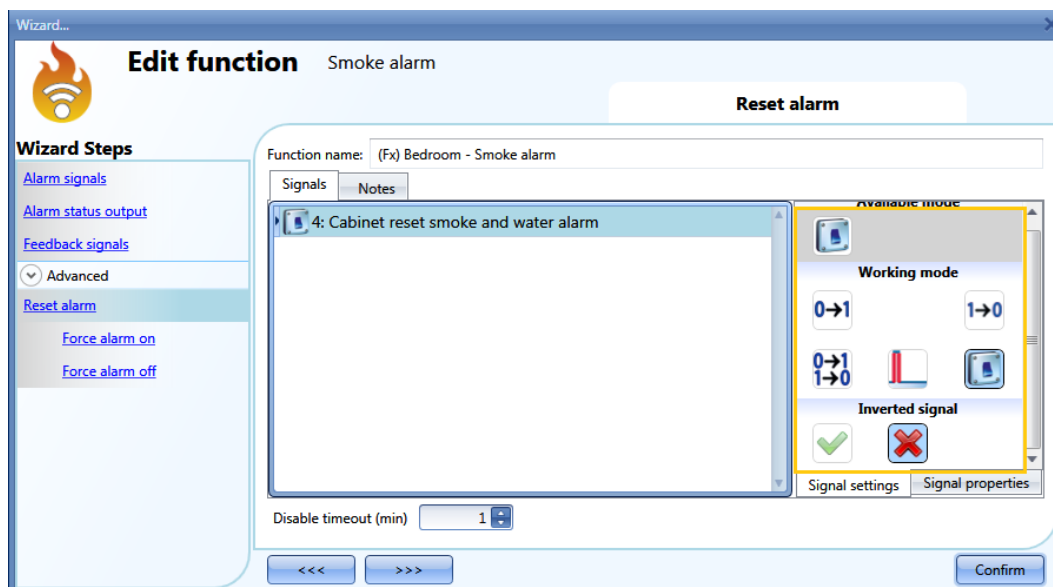 Wizard...
Edit function Smoke alarm
Reset alarm
Wizard Steps
Alarm signals
Alarm status output
Feedback signals
Advanced
Reset alarm
Force alarm on
Force alarm off
Function name: (Fx) Bedroom - Smoke alarm
Signals Notes
4: Cabinet reset smoke and water alarm
Available mode
Working mode
0→1 1→0
0→1
1→0
Inverted signal
Signal settings Signal properties
Disable timeout (min) 1
<<< >>> Confirm